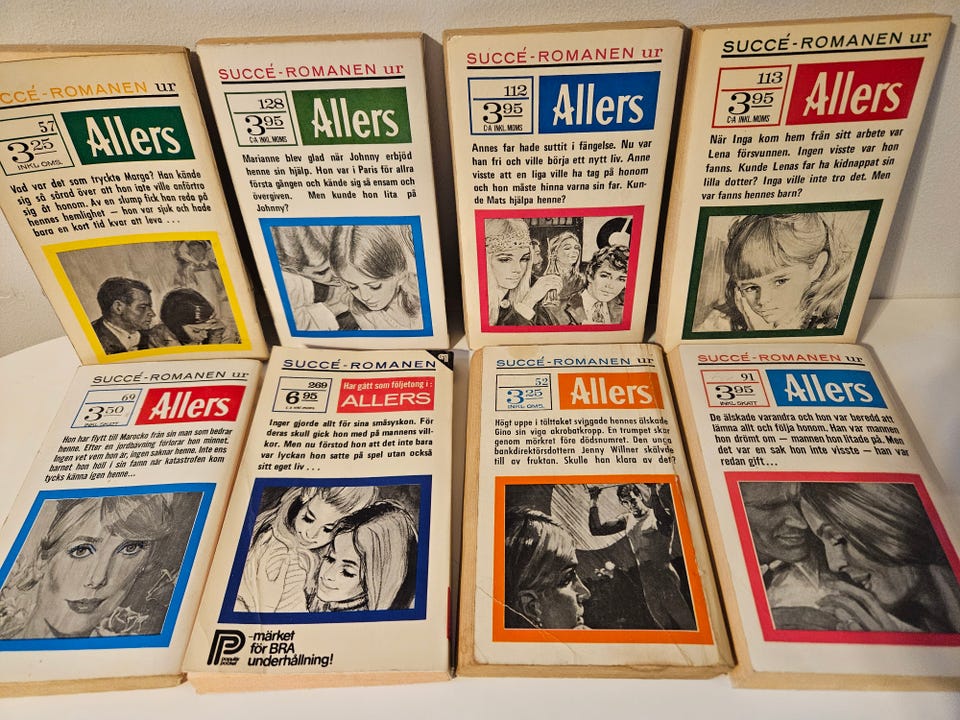 CCÉ-ROMANEN ur
57
3 25
INKL. OMS.
Allers
Vad var det som tryckte Marga? Han kände
sig så sårad över att hon inte ville anförtro
sig åt honom. Av en slump fick han reda på
hennes hemlighet — hon var sjuk och hade
bara en kort tid kvar att leva ...
SUCCÉ-ROMANEN ur
128
3 95
C:A INKL. MOMS
Allers
Marianne blev glad när Johnny erbjöd
henne sin hjälp. Hon var i Paris för allra
första gången och kände sig så ensam och
övergiven. Men kunde hon lita på
Johnny?
SUCCÉ-ROMANEN ur
112
3 95
C:A INKL. MOMS
Allers
Annes far hade suttit i fängelse. Nu var
han fri och ville börja ett nytt liv. Anne
visste att en liga ville ha tag på honom
och hon måste hinna varna sin far. Kun-
de Mats hjälpa henne?
SUCCÉ-ROMANEN ur
113
3 95
C:A INKL. MOMS
Allers
När Inga kom hem från sitt arbete var
Lena försvunnen. Ingen visste var hon
fanns. Kunde Lenas far ha kidnappat sin
lilla dotter? Inga ville inte tro det. Men
var fanns hennes barn?
SUCCÉ-ROMANEN ur
69
3 50
INKL. SKATT
Allers
Hon har flytt till Marocko från sin man som bedrar
henne. Efter en jordbävning förlorar hon minnet.
Ingen vet vem hon är, ingen saknar henne. Inte ens
barnet hon höll i sin famn när katastrofen kom
tycks känna igen henne...
SUCCÉ-ROMANEN ur
269
6 95
C:A INKL. MOMS
Har gått som följetong i:
ALLERS
Inger gjorde allt för sina småsyskon. För
deras skull gick hon med på mannens vill-
kor. Men nu förstod hon att det inte bara
var lyckan hon satte på spel utan också
sitt eget liv ...
P
pocket
-märket
för BRA
underhållning!
SUCCÉ-ROMANEN ur
52
3 25
INKL. OMS.
Allers
Högt uppe i tälttaket svggade hennes älskade
Gino sin viga akrobatkropp. En trumpet skar
genom mörkret före dödsnumret. Den unga
bankdirektörsdottern Jenny Willner skälvde
till av fruktan. Skulle han klara av det?
SUCCÉ-ROMANEN ur
91
3 95
INKL. SKATT
Allers
De älskade varandra och hon var beredd att
lämna allt och följa honom. Han var mannen
hon drömt om — mannen hon litade på. Men
det var en sak hon inte visste — han var
redan gift...